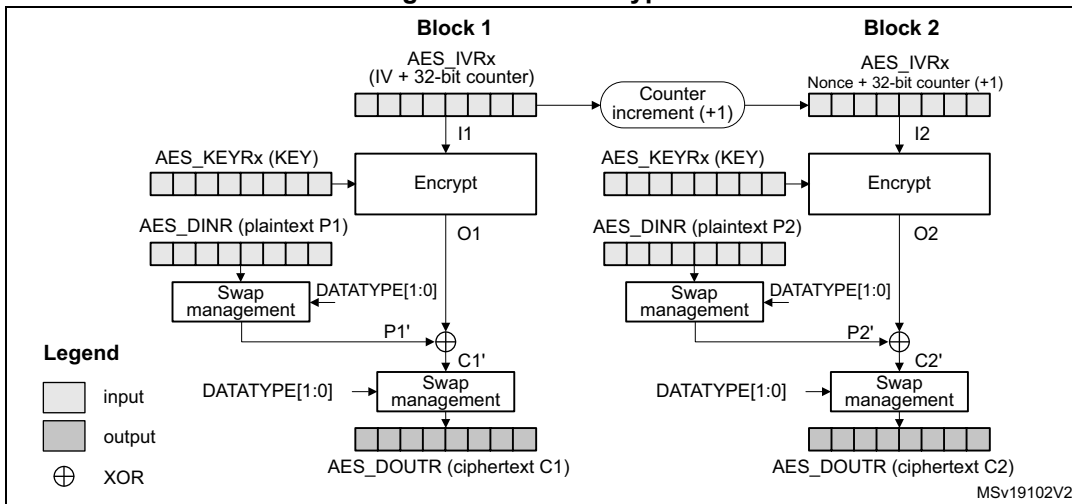 Block 1
Block 2
AES_IVRx
(IV + 32-bit counter)
Counter
increment (+1)
AES_IVRx
Nonce + 32-bit counter (+1)
I1
I2
AES_KEYRx (KEY)
Encrypt
AES_KEYRx (KEY)
Encrypt
AES_DINR (plaintext P1)
O1
AES_DINR (plaintext P2)
O2
Swap
management
DATATYPE[1:0]
Swap
management
DATATYPE[1:0]
P1'
P2'
C1'
C2'
DATATYPE[1:0]
Swap
management
DATATYPE[1:0]
Swap
management
AES_DOUTR (ciphertext C1)
AES_DOUTR (ciphertext C2)
Legend
input
output
XOR
MSv19102V2